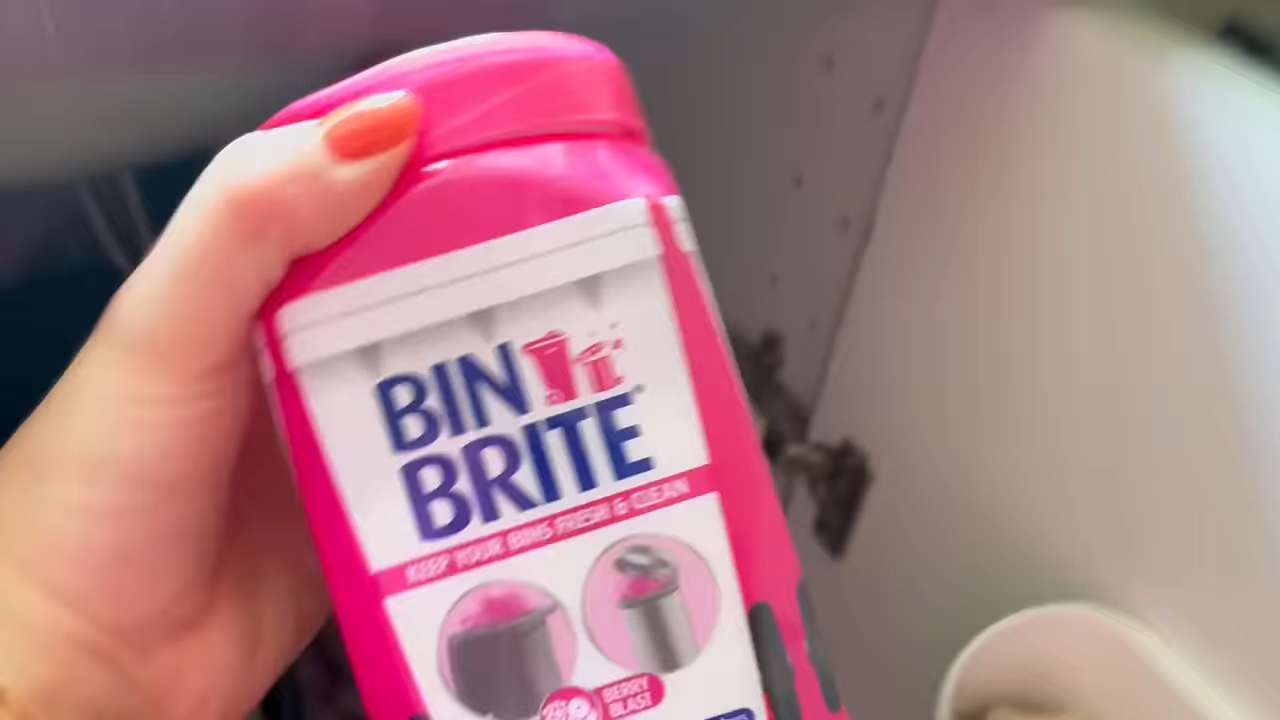 BIN
BRITE
KEEP YOUR BINS FRESH & CLEAN
BERRY
BLAST